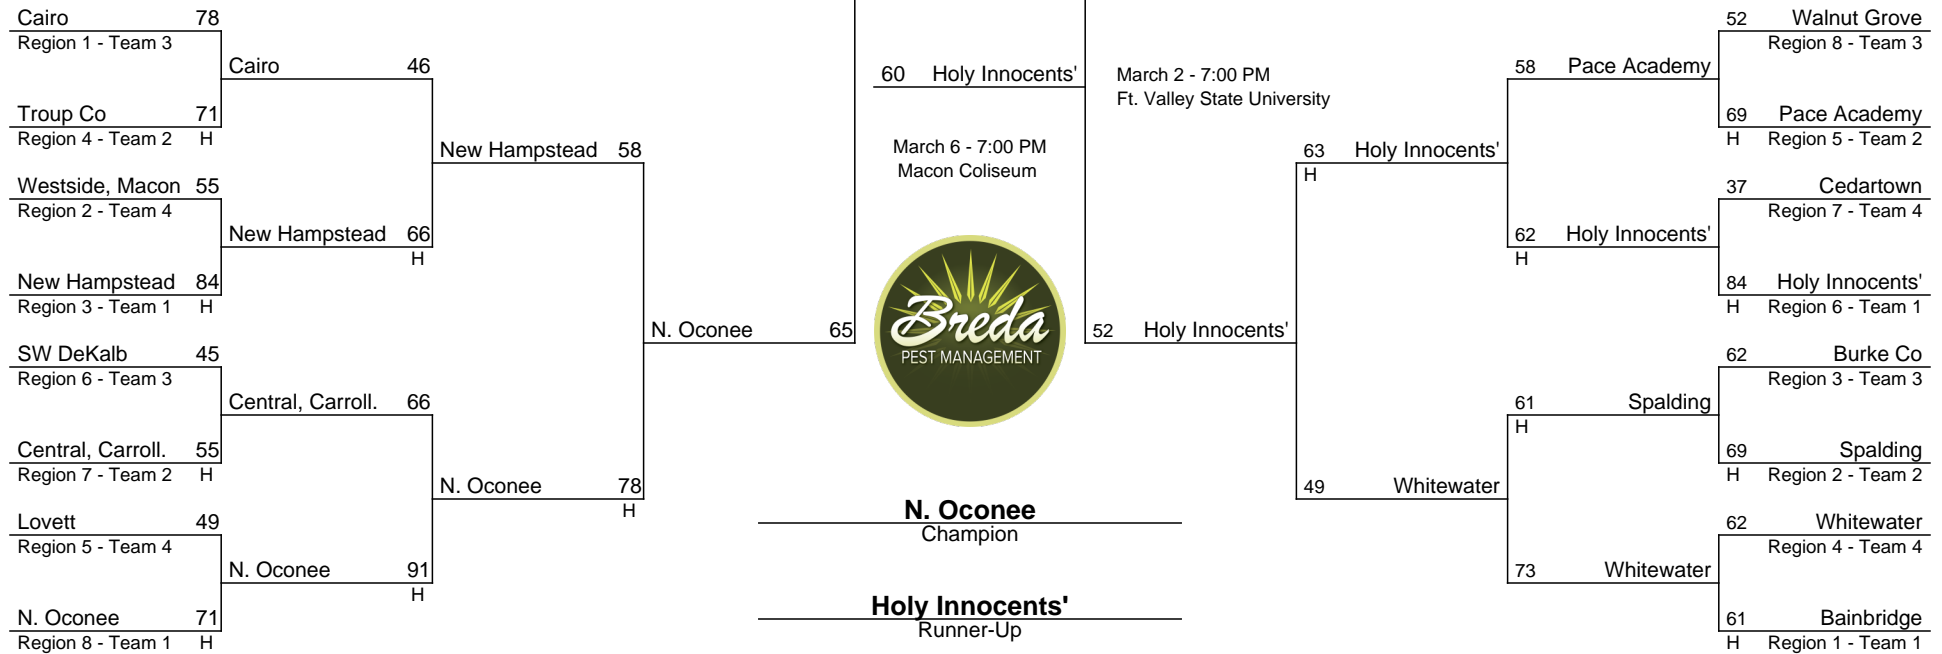 Cairo 78
Region 1 - Team 3
Cairo 46
Troup Co 71
Region 4 - Team 2 H
New Hampstead 58
Westside, Macon 55
Region 2 - Team 4
New Hampstead 66
H
New Hampstead 84
Region 3 - Team 1 H
N. Oconee 65
SW DeKalb 45
Region 6 - Team 3
Central, Carroll. 66
Central, Carroll. 55
Region 7 - Team 2 H
N. Oconee 78
H
Lovett 49
Region 5 - Team 4
N. Oconee 91
H
N. Oconee 71
Region 8 - Team 1 H
60 Holy Innocents'
March 6 - 7:00 PM
Macon Coliseum
Breda
PEST MANAGEMENT
N. Oconee
Champion
Holy Innocents'
Runner-Up
March 2 - 7:00 PM
Ft. Valley State University
52 Holy Innocents'
63 Holy Innocents'
H
49 Whitewater
58 Pace Academy
62 Holy Innocents'
H
61 Spalding
H
73 Whitewater
52 Walnut Grove
Region 8 - Team 3
69 Pace Academy
H Region 5 - Team 2
37 Cedartown
Region 7 - Team 4
84 Holy Innocents'
H Region 6 - Team 1
62 Burke Co
Region 3 - Team 3
69 Spalding
H Region 2 - Team 2
62 Whitewater
Region 4 - Team 4
61 Bainbridge
H Region 1 - Team 1